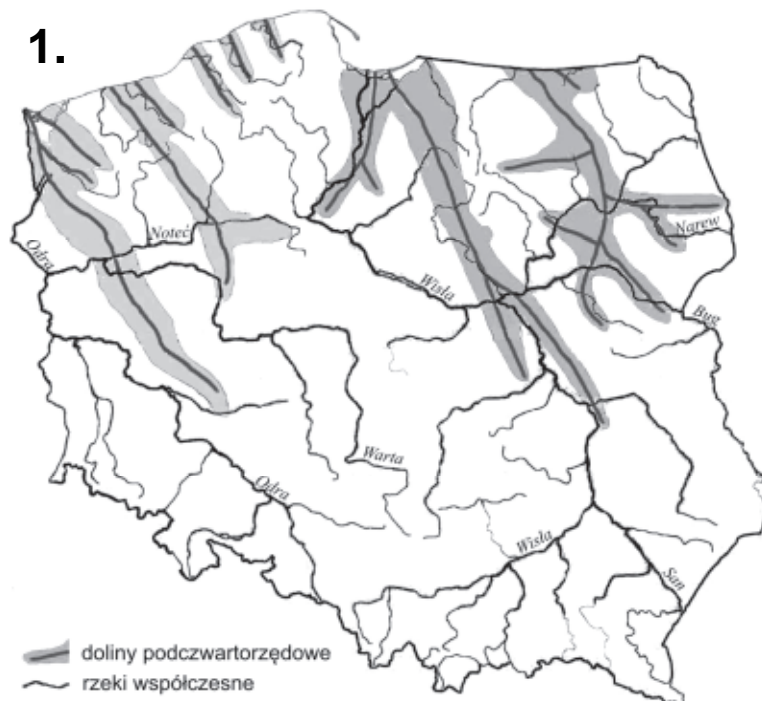 1.
Noteć
Odra
Narew
Wisła
Bug
Warta
Odra
Wisła
San
doliny podczwartorzędowe
rzeki współczesne